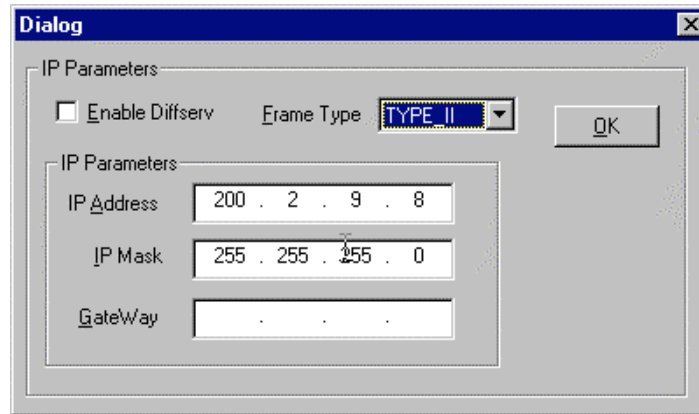 Dialog
IP Parameters
Enable Diffserv Frame Type TYPE_II OK
IP Parameters
IP Address 200 . 2 . 9 . 8
IP Mask 255 . 255 . 255 . 0
GateWay . . .